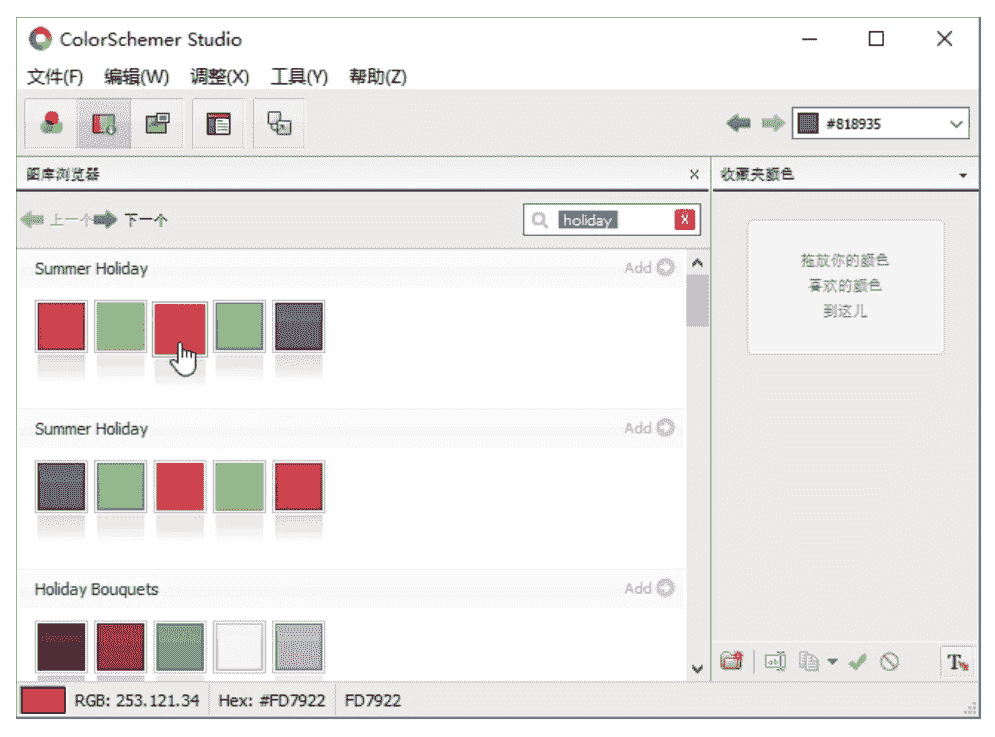 ColorSchemer Studio
文件(F) 编辑(W) 调整(X) 工具(Y) 帮助(Z)
#818935
图库浏览器 x
收藏夹颜色
上一个 下一个
holiday x
Summer Holiday Add
拖放你的颜色
喜欢的颜色
到这儿
Summer Holiday Add
Holiday Bouquets Add
RGB: 253.121.34 Hex: #FD7922 FD7922